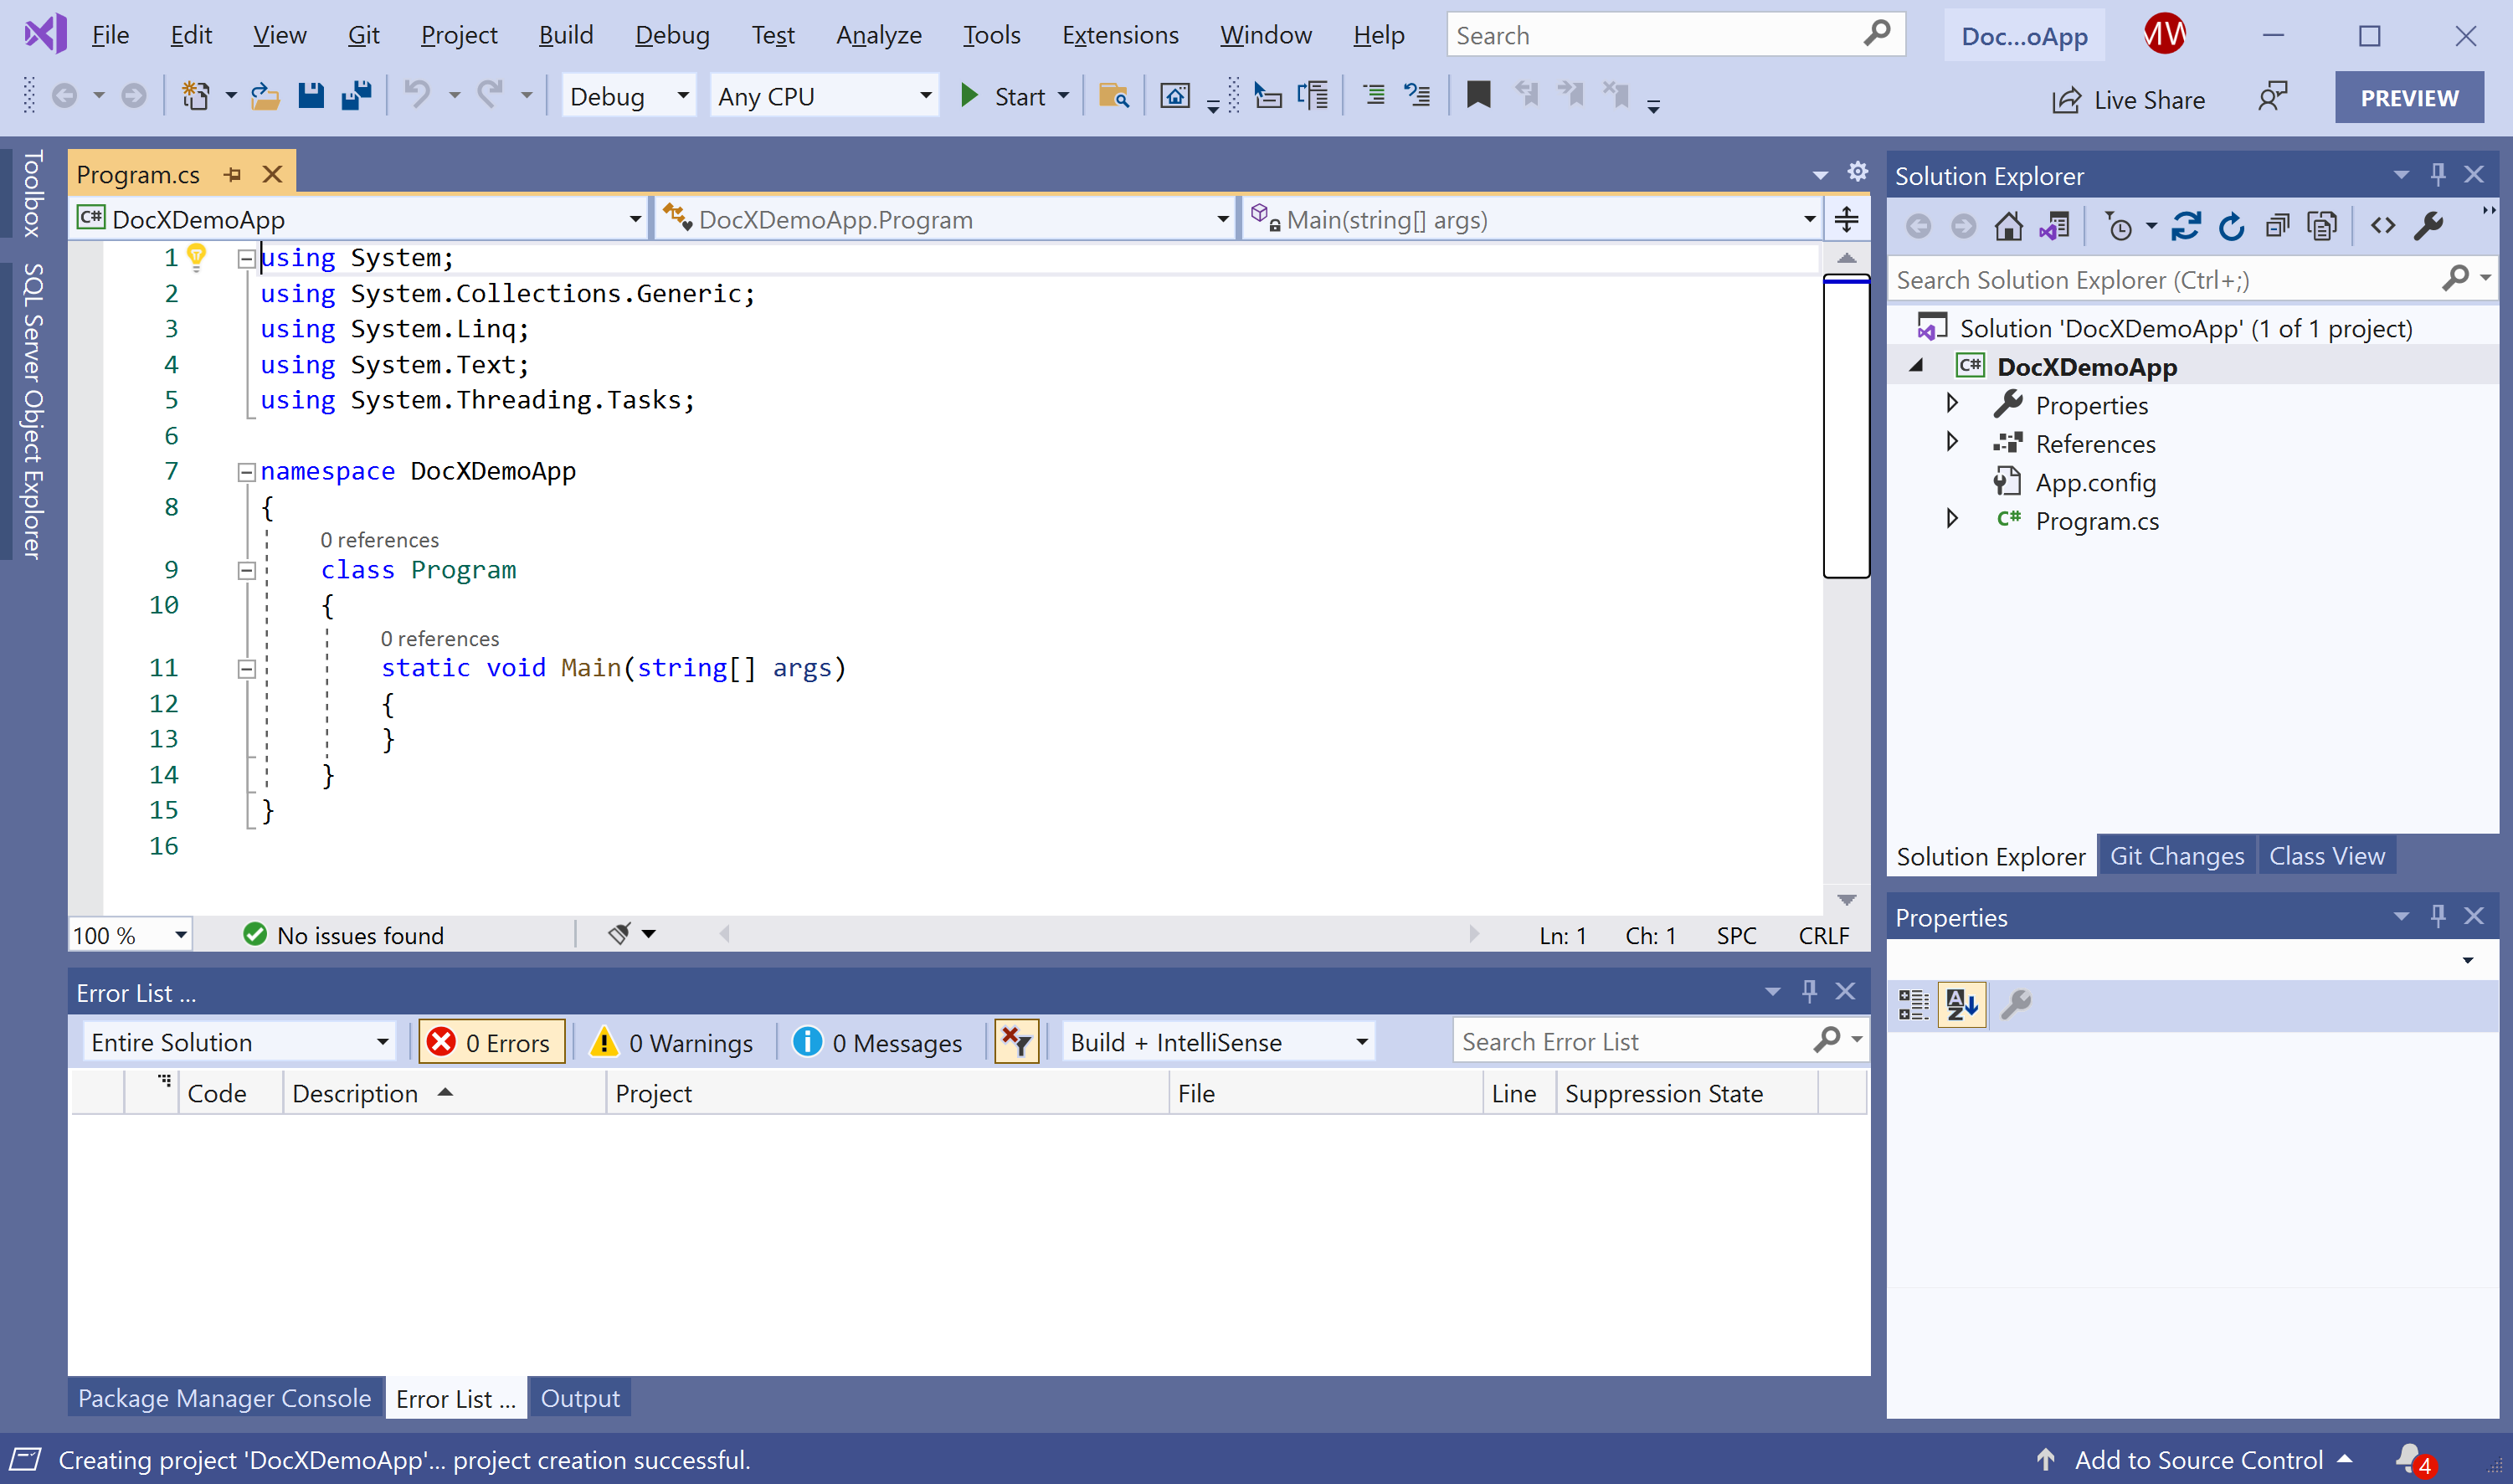 File Edit View Git Project Build Debug Test Analyze Tools Extensions Window Help Search Doc...oApp MW
Debug Any CPU Start Live Share PREVIEW
Toolbox
SQL Server Object Explorer
Program.cs
C# DocXDemoApp DocXDemoApp.Program Main(string[] args)
1 using System;
2 using System.Collections.Generic;
3 using System.Linq;
4 using System.Text;
5 using System.Threading.Tasks;
6
7 namespace DocXDemoApp
8 {
0 references
9 class Program
10 {
0 references
11 static void Main(string[] args)
12 {
13 }
14 }
15 }
16
100 % No issues found Ln: 1 Ch: 1 SPC CRLF
Error List ...
Entire Solution 0 Errors 0 Warnings 0 Messages Build + IntelliSense Search Error List
Code Description Project File Line Suppression State
Package Manager Console Error List ... Output
Solution Explorer
Search Solution Explorer (Ctrl+;)
Solution 'DocXDemoApp' (1 of 1 project)
C# DocXDemoApp
Properties
References
App.config
C# Program.cs
Solution Explorer Git Changes Class View
Properties
A
Z
Creating project 'DocXDemoApp'... project creation successful. Add to Source Control 4